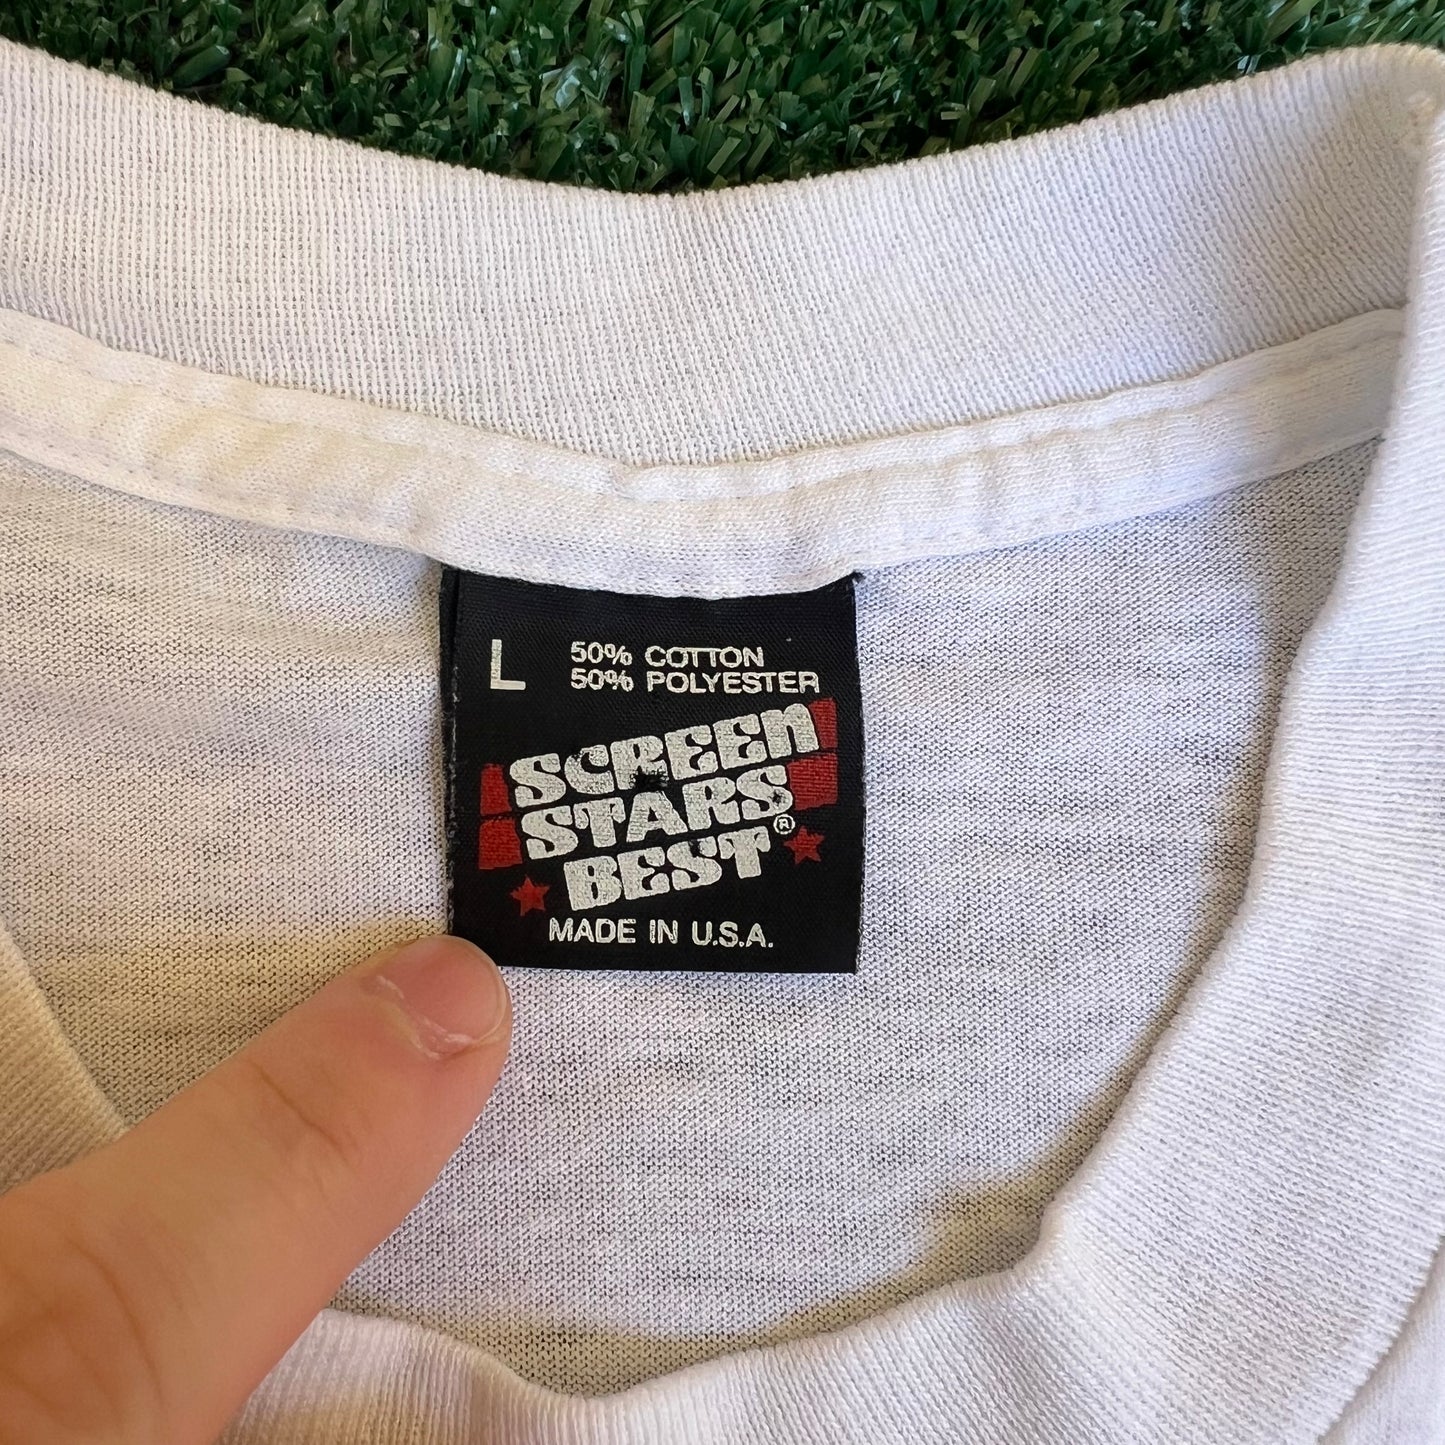 L
50% COTTON
50% POLYESTER
SCREEN
STARS
BEST®
MADE IN U.S.A.